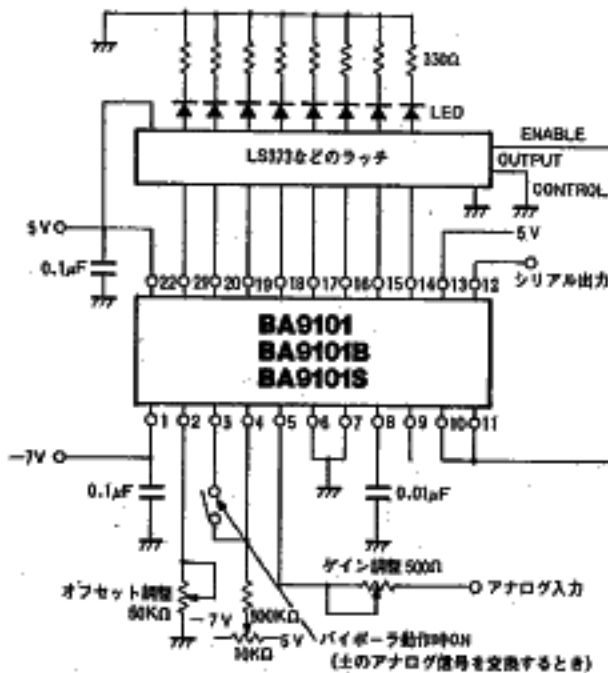 330Ω
LED
LS373などのラッチ
ENABLE
OUTPUT
CONTROL
5V
5V
0.1μF
シリアル出力
22 21 20 19 18 17 16 15 14 13 12
BA9101
BA9101B
BA9101S
1 2 3 4 5 6 7 8 9 10 11
-7V
0.1μF
0.01μF
ゲイン調整 500Ω
アナログ入力
オフセット調整
-7V
5V
バイポーラ動作時ON
(±のアナログ信号を変換するとき)